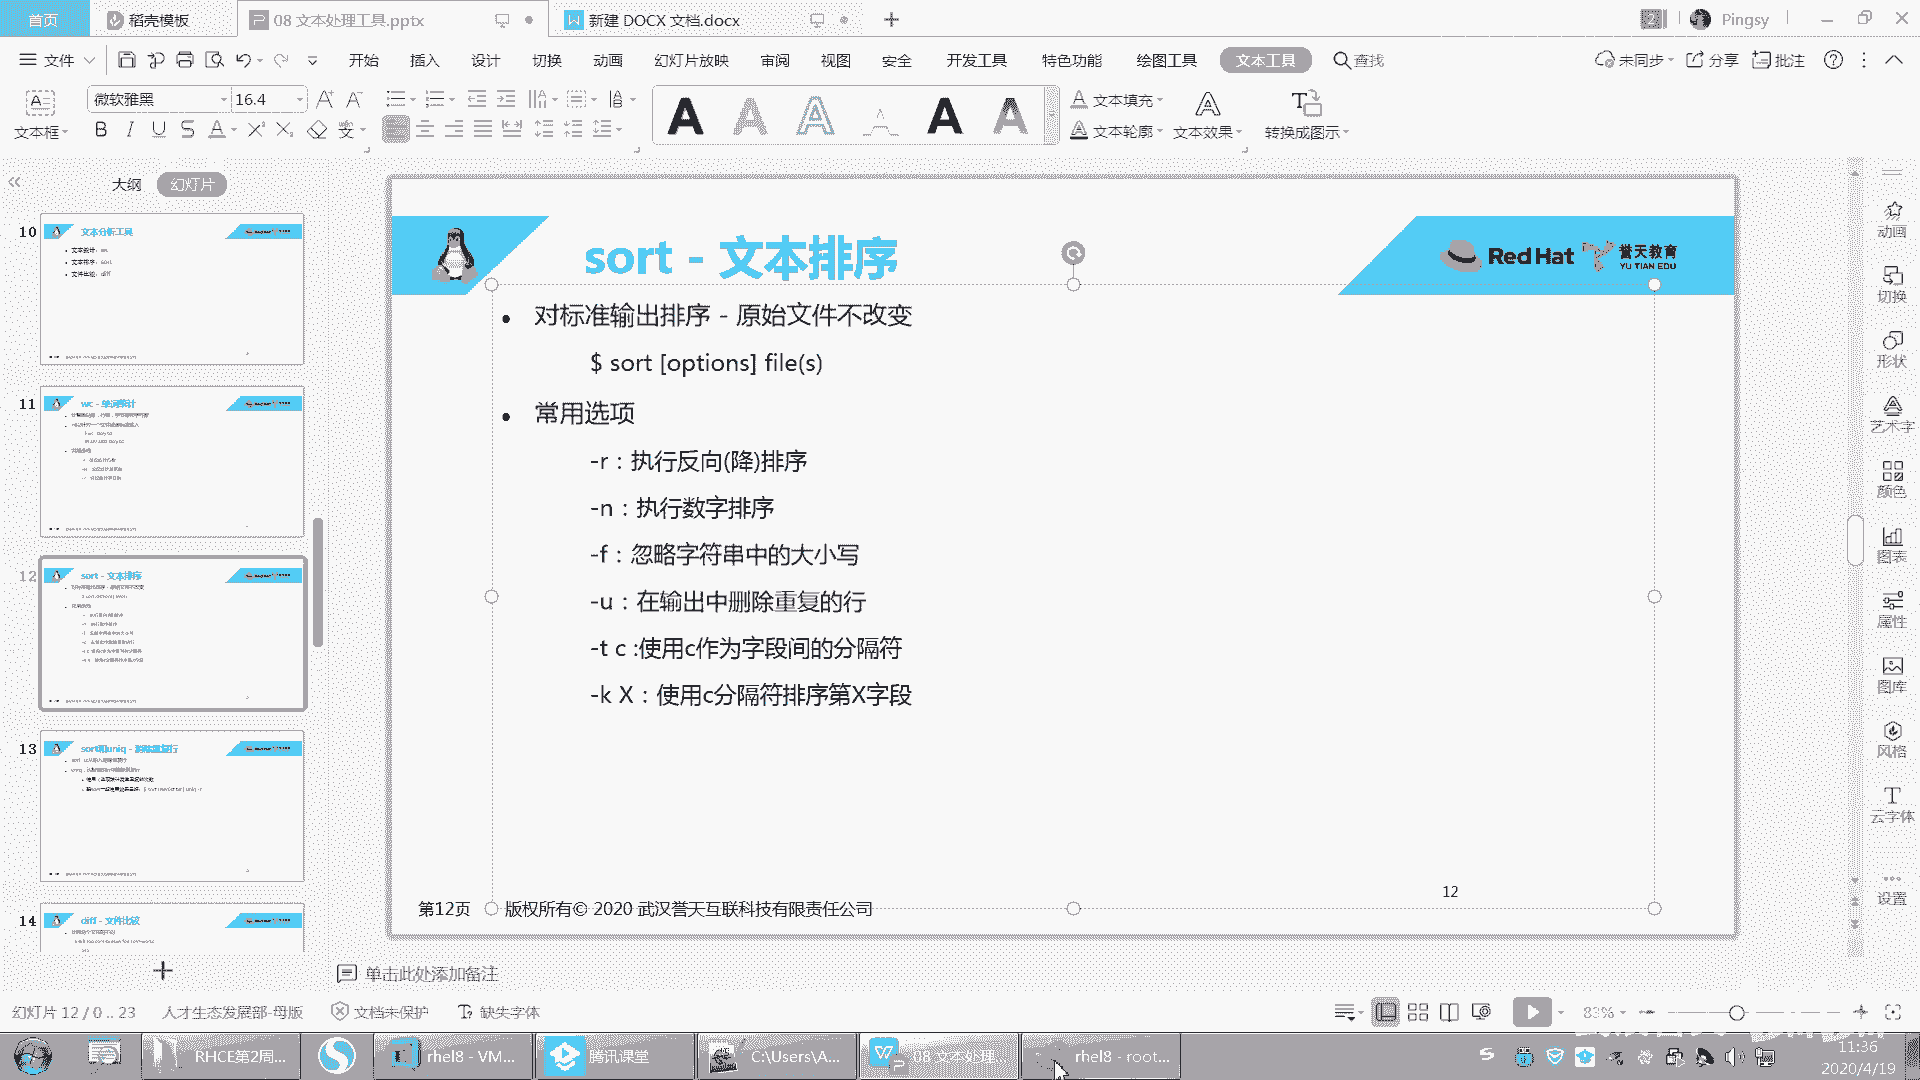 首页
稻壳模板
08 文本处理工具.pptx
新建 DOCX 文档.docx
Pingsy
文件
开始 插入 设计 切换 动画 幻灯片放映 审阅 视图 安全 开发工具 特色功能 绘图工具 文本工具 查找
未同步 分享 批注
文本框
微软雅黑 16.4
文本填充
文本轮廓 文本效果 转换成图示
大纲 幻灯片
10 文本分析工具
11 wc - 单词统计
12 sort - 文本排序
13 sort和uniq - 删除重复行
14 diff - 文件比较
sort - 文本排序
Red Hat 誉天教育
YU TIAN EDU
• 对标准输出排序 - 原始文件不改变
$ sort [options] file(s)
• 常用选项
-r：执行反向(降)排序
-n：执行数字排序
-f：忽略字符串中的大小写
-u：在输出中删除重复的行
-t c :使用c作为字段间的分隔符
-k X：使用c分隔符排序第X字段
12
第12页 版权所有© 2020 武汉誉天互联科技有限责任公司
动画
切换
形状
艺术字
颜色
图表
属性
图库
风格
云字体
设置
单击此处添加备注
幻灯片 12 / 0 .. 23 人才生态发展部-母版 文档未保护 缺失字体
83%
RHCE第2周...
rhel8 - VM...
腾讯课堂
C:\Users\A...
08 文本处理...
rhel8 - root...
11:36
2020/4/19